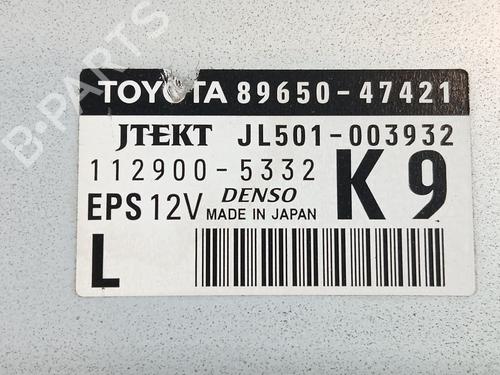 B-PARTS
TOYOTA 89650-47421
JTEKT JL501-003932
112900-5332 K9
EPS 12V DENSO
MADE IN JAPAN
L